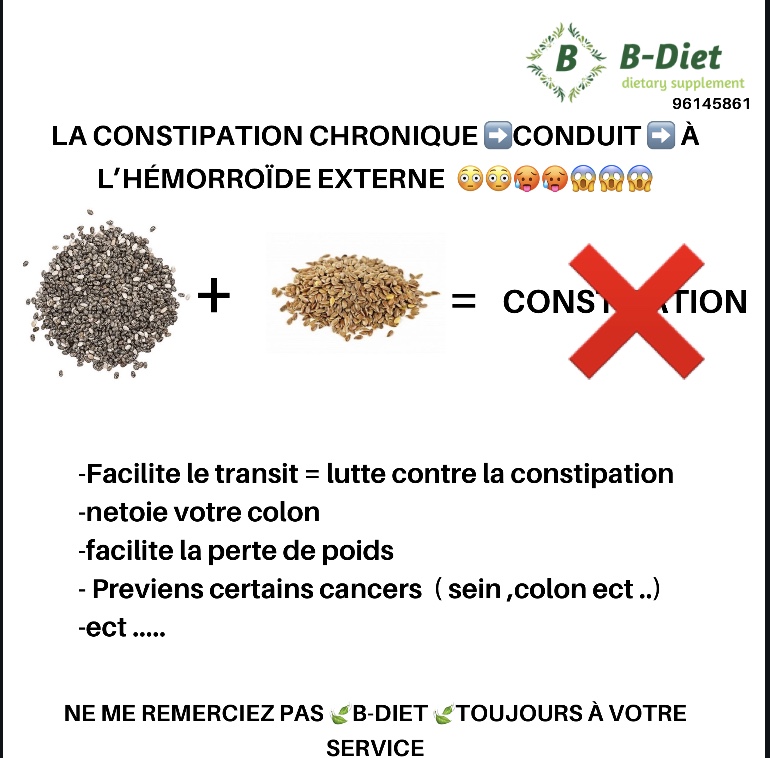 B B-Diet
dietary supplement
96145861
LA CONSTIPATION CHRONIQUE ➡️CONDUIT ➡️ À
L’HÉMORROÏDE EXTERNE 😳😳🥵🥵😱😱😱
+ = CONSTIPATION
-Facilite le transit = lutte contre la constipation
-netoie votre colon
-facilite la perte de poids
- Previens certains cancers ( sein ,colon ect ..)
-ect .....
NE ME REMERCIEZ PAS 🌿B-DIET 🌿TOUJOURS À VOTRE
SERVICE